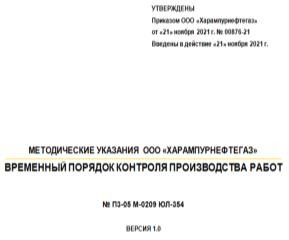 УТВЕРЖДЕНЫ
Приказом ООО «Харампурнефтегаз»
от «21» ноября 2021 г. № 00876-21
Введены в действие «21» ноября 2021 г.
МЕТОДИЧЕСКИЕ УКАЗАНИЯ ООО «ХАРАМПУРНЕФТЕГАЗ»
ВРЕМЕННЫЙ ПОРЯДОК КОНТРОЛЯ ПРОИЗВОДСТВА РАБОТ
№ П3-05 М-0209 ЮЛ-354
ВЕРСИЯ 1.0